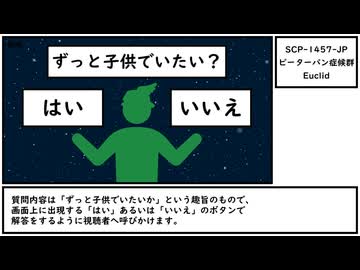 ずっと子供でいたい？
はい
いいえ
SCP-1457-JP
ピーターパン症候群
Euclid
質問内容は「ずっと子供でいたいか」という趣旨のもので、
画面上に出現する「はい」あるいは「いいえ」のボタンで
解答をするように視聴者へ呼びかけます。